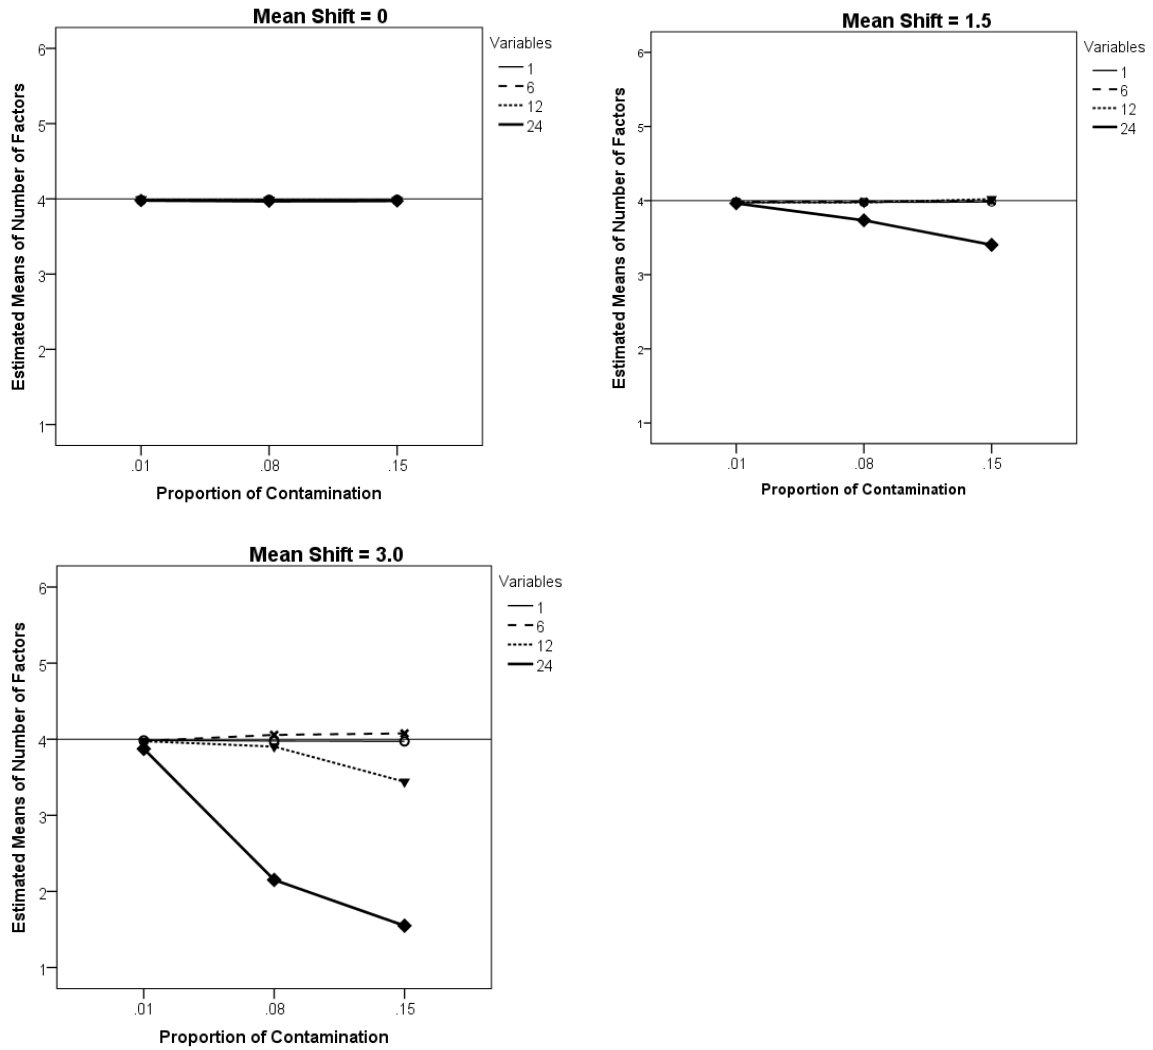 Mean Shift = 0
Estimated Means of Number of Factors
6
5
4
3
2
1
.01 .08 .15
Proportion of Contamination
Variables
1
6
12
24
Mean Shift = 1.5
Estimated Means of Number of Factors
6
5
4
3
2
1
.01 .08 .15
Proportion of Contamination
Variables
1
6
12
24
Mean Shift = 3.0
Estimated Means of Number of Factors
6
5
4
3
2
1
.01 .08 .15
Proportion of Contamination
Variables
1
6
12
24